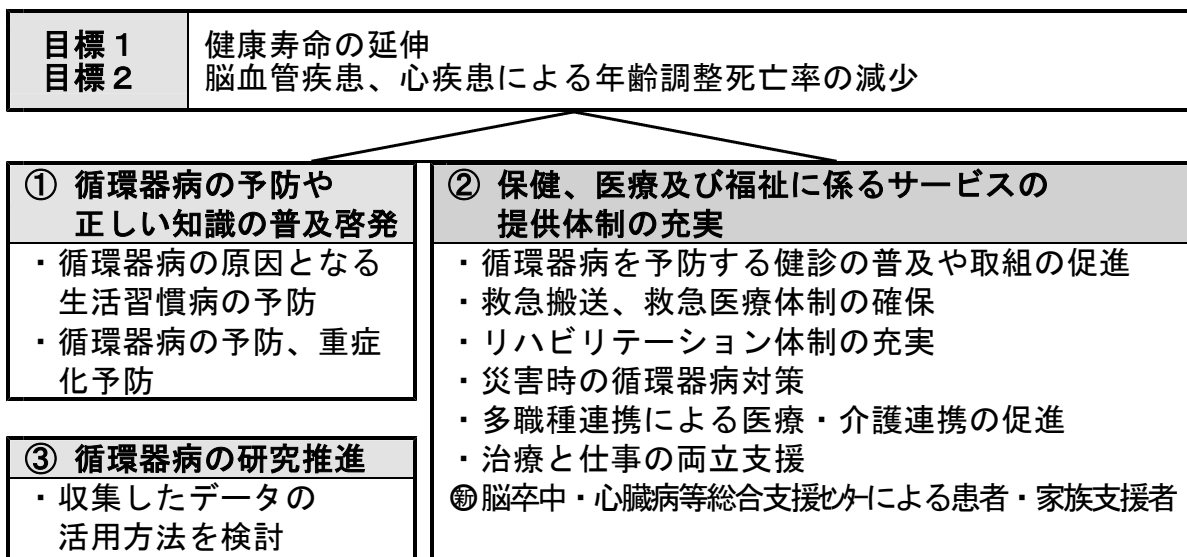 目標１ 健康寿命の延伸
目標２ 脳血管疾患、心疾患による年齢調整死亡率の減少
① 循環器病の予防や
正しい知識の普及啓発
・循環器病の原因となる
生活習慣病の予防
・循環器病の予防、重症
化予防
③ 循環器病の研究推進
・収集したデータの
活用方法を検討
② 保健、医療及び福祉に係るサービスの
提供体制の充実
・循環器病を予防する健診の普及や取組の促進
・救急搬送、救急医療体制の確保
・リハビリテーション体制の充実
・災害時の循環器病対策
・多職種連携による医療・介護連携の促進
・治療と仕事の両立支援
㊟脳卒中・心臓病等総合支援ｾﾝﾀｰによる患者・家族支援者